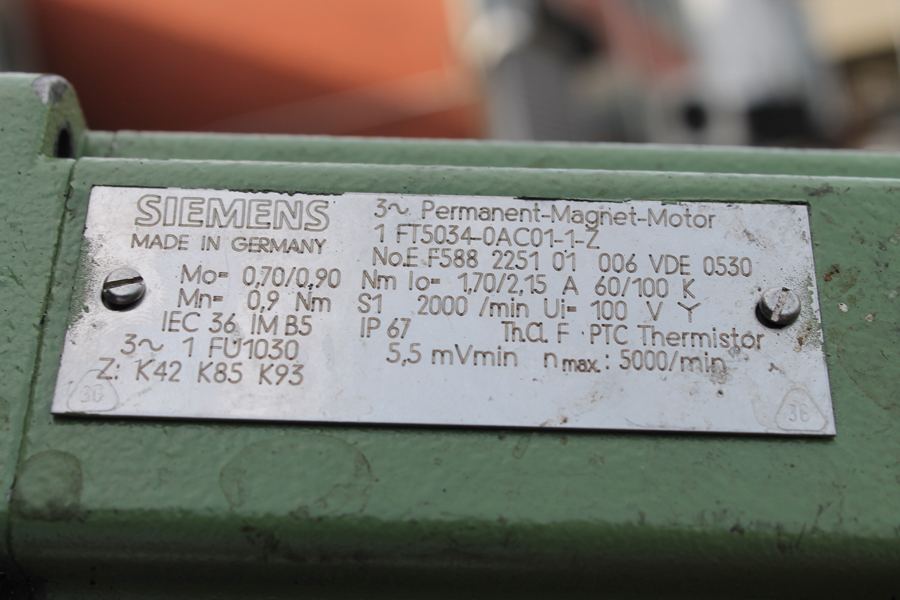 SIEMENS
MADE IN GERMANY
3~ Permanent-Magnet-Motor
1 FT5034-0AC01-1-Z
No.E F588 2251 01 006 VDE 0530
Mo= 0,70/0,90 Nm Io= 1,70/2,15 A 60/100 K
Mn= 0,9 Nm S1 2000 /min Ui= 100 V Y
IEC 36 IM B5 IP 67 Th.Cl. F PTC Thermistor
3~ 1 FU1030 5,5 mVmin nmax.: 5000/min
Z: K42 K85 K93